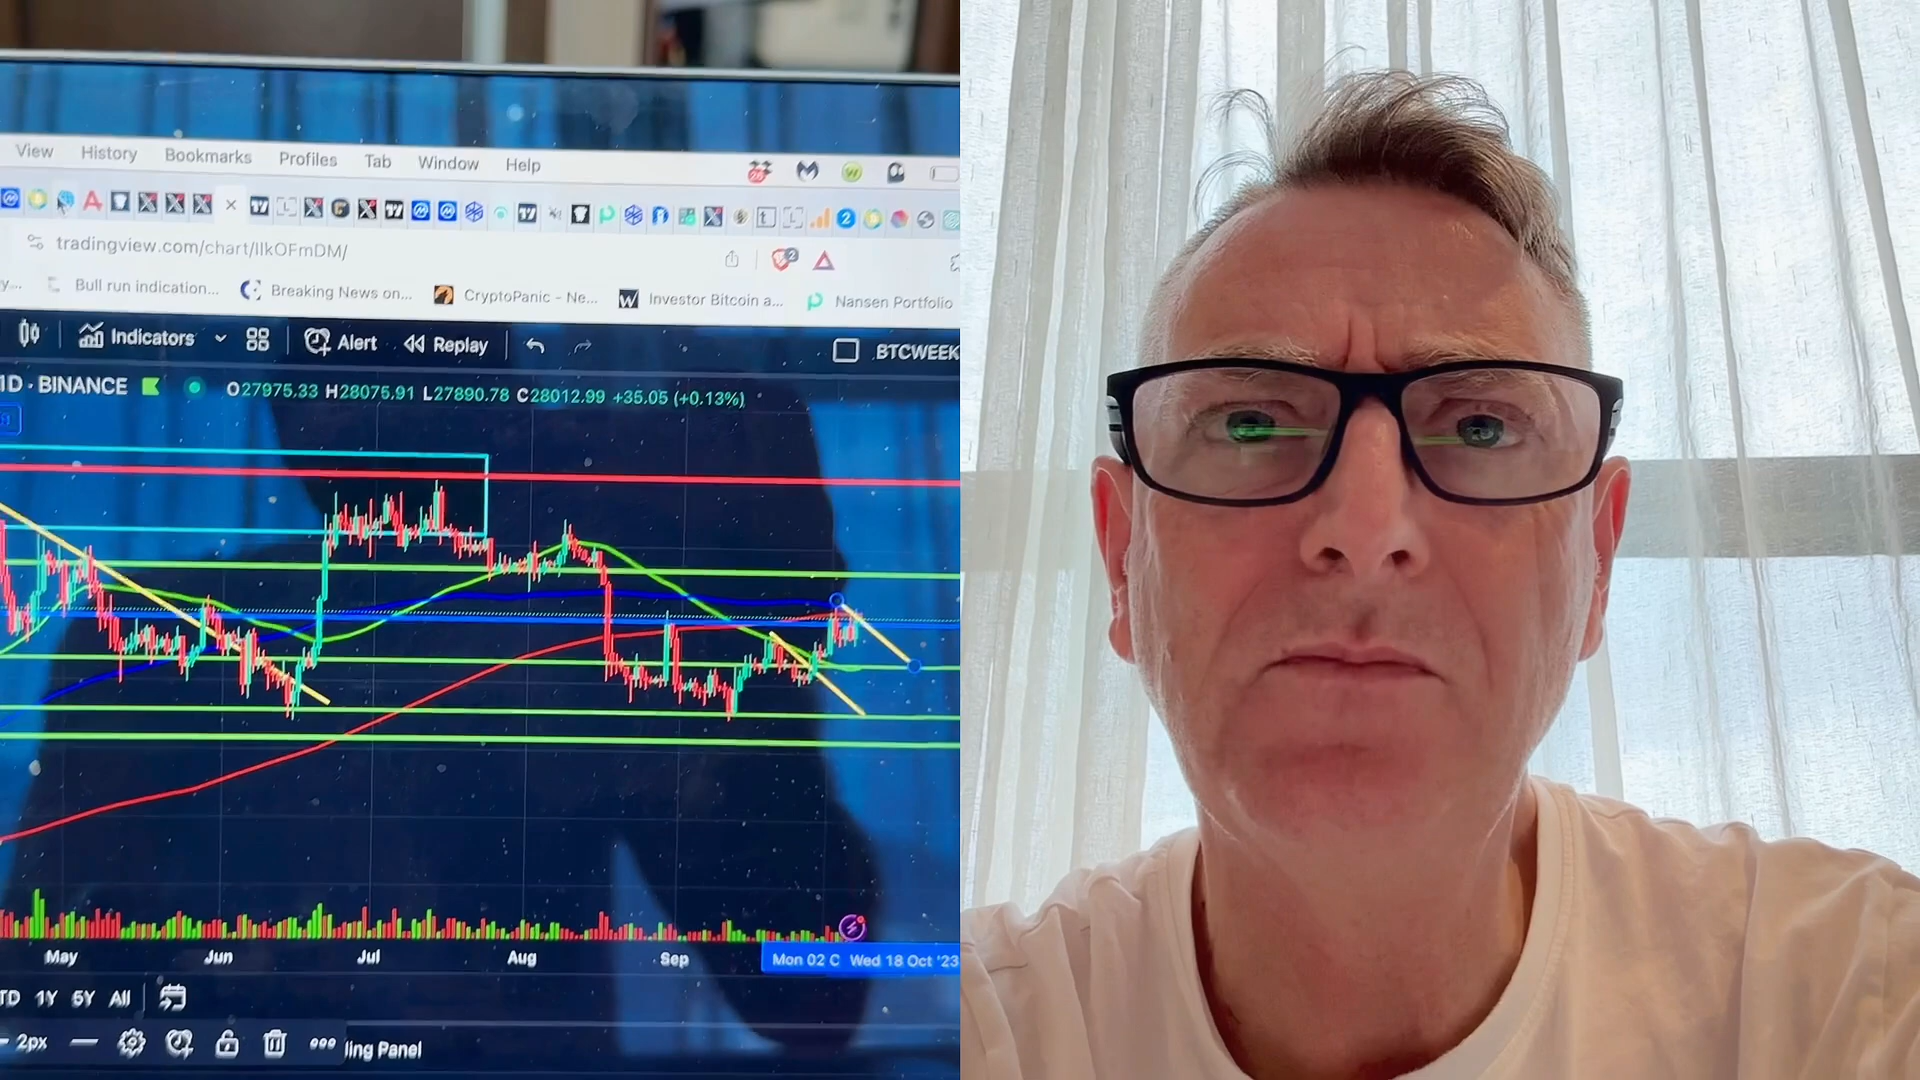 View History Bookmarks Profiles Tab Window Help
tradingview.com/chart/IIkOFmDM/
Bull run indication... Breaking News on... CryptoPanic - Ne... Investor Bitcoin a... Nansen Portfolio
Indicators Alert Replay BTCWEEK
1D · BINANCE O27975.33 H28075.91 L27890.78 C28012.99 +35.05 (+0.13%)
May Jun Jul Aug Sep Mon 02 C Wed 18 Oct '23
TD 1Y 5Y All
2px ling Panel